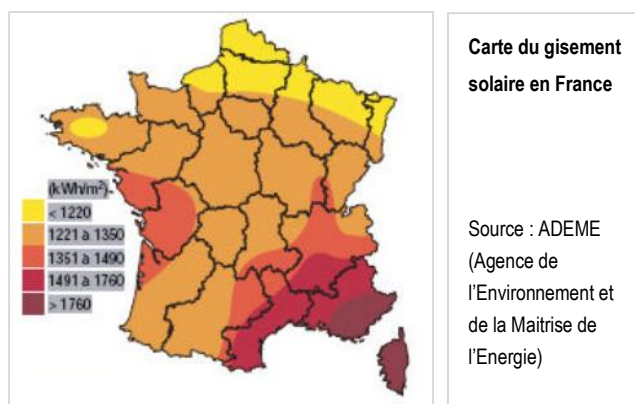 (kWh/m²)
< 1220
1221 à 1350
1351 à 1490
1491 à 1760
> 1760
Carte du gisement
solaire en France
Source : ADEME
(Agence de
l'Environnement et
de la Maitrise de
l'Energie)